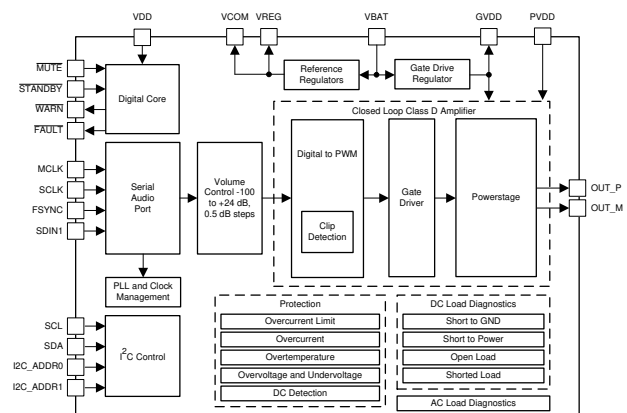 VDD
VCOM
VREG
VBAT
GVDD
PVDD
MUTE
STANDBY
WARN
FAULT
Digital Core
Reference
Regulators
Gate Drive
Regulator
Closed Loop Class D Amplifier
MCLK
SCLK
FSYNC
SDIN1
Serial
Audio
Port
Volume
Control -100
to +24 dB,
0.5 dB steps
Digital to PWM
Clip
Detection
Gate
Driver
Powerstage
OUT_P
OUT_M
PLL and Clock
Management
SCL
SDA
I2C_ADDR0
I2C_ADDR1
I2C Control
Protection
Overcurrent Limit
Overcurrent
Overtemperature
Overvoltage and Undervoltage
DC Detection
DC Load Diagnostics
Short to GND
Short to Power
Open Load
Shorted Load
AC Load Diagnostics